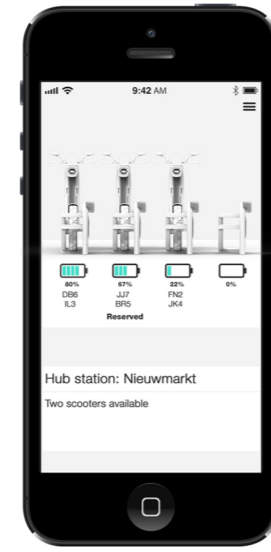 9:42 AM
80% 67% 22% 0%
DB6 JJ7 FN2
IL3 BR5 JK4
Reserved
Hub station: Nieuwmarkt
Two scooters available